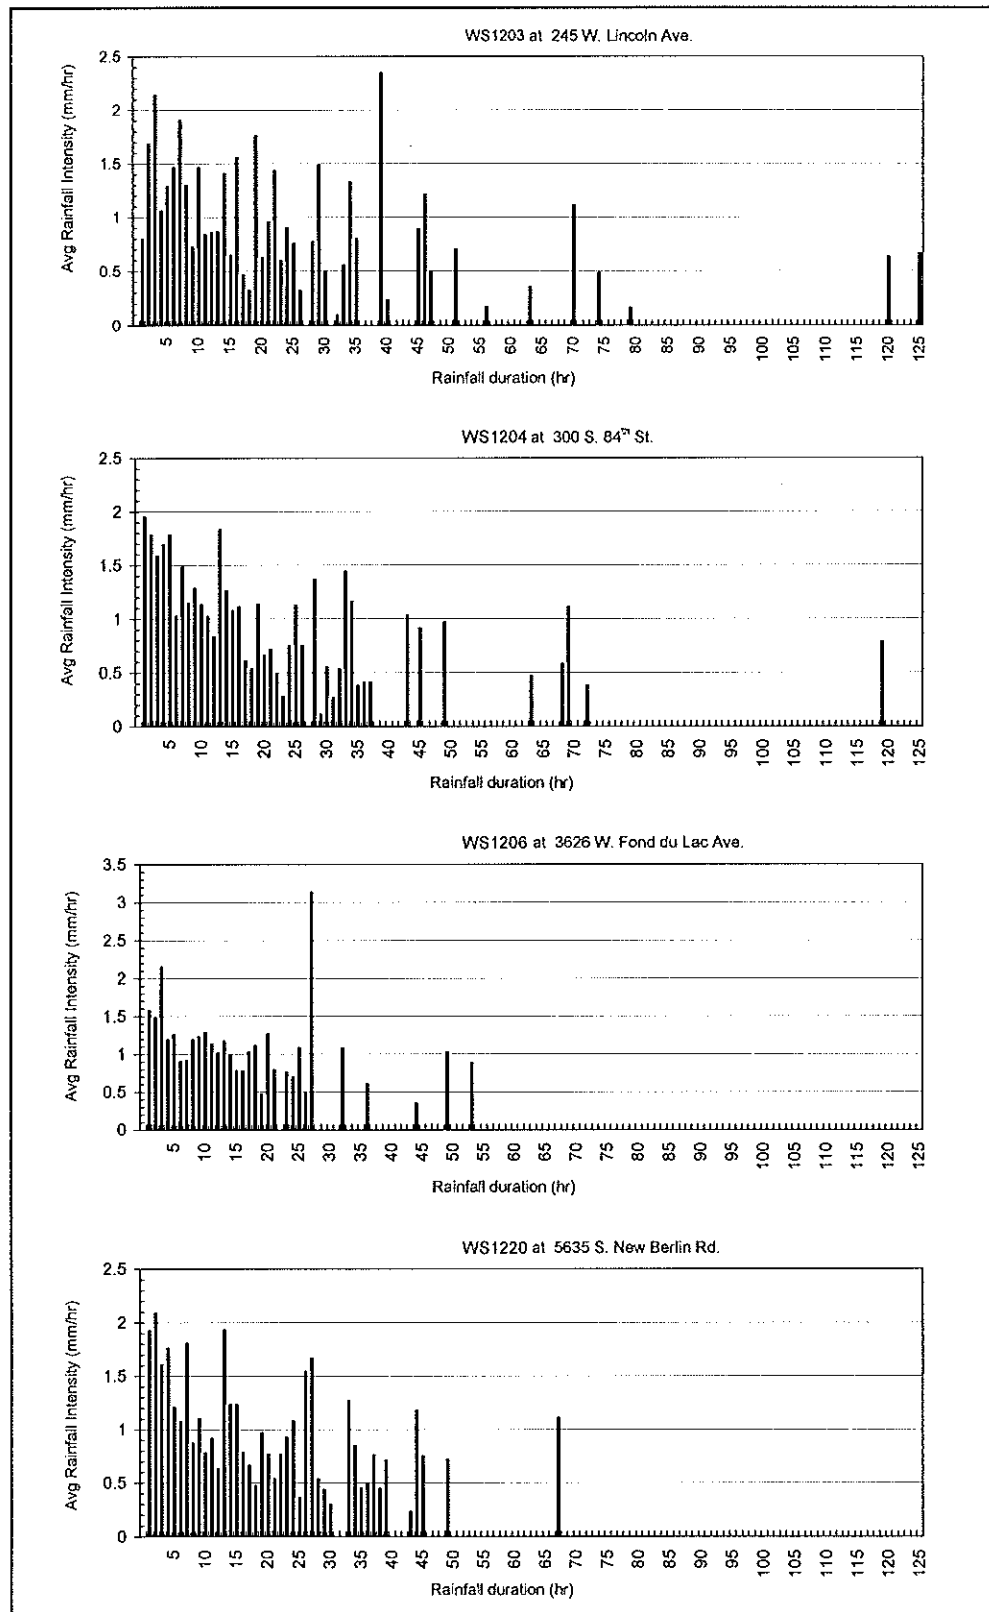 WS1203 at 245 W. Lincoln Ave.
Avg Rainfall Intensity (mm/hr)
2.5
2
1.5
1
0.5
0
5 10 15 20 25 30 35 40 45 50 55 60 65 70 75 80 85 90 95 100 105 110 115 120 125
Rainfall duration (hr)
WS1204 at 300 S. 84th St.
Avg Rainfall Intensity (mm/hr)
2.5
2
1.5
1
0.5
0
5 10 15 20 25 30 35 40 45 50 55 60 65 70 75 80 85 90 95 100 105 110 115 120 125
Rainfall duration (hr)
WS1206 at 3626 W. Fond du Lac Ave.
Avg Rainfall Intensity (mm/hr)
3.5
3
2.5
2
1.5
1
0.5
0
5 10 15 20 25 30 35 40 45 50 55 60 65 70 75 80 85 90 95 100 105 110 115 120 125
Rainfall duration (hr)
WS1220 at 5635 S. New Berlin Rd.
Avg Rainfall Intensity (mm/hr)
2.5
2
1.5
1
0.5
0
5 10 15 20 25 30 35 40 45 50 55 60 65 70 75 80 85 90 95 100 105 110 115 120 125
Rainfall duration (hr)